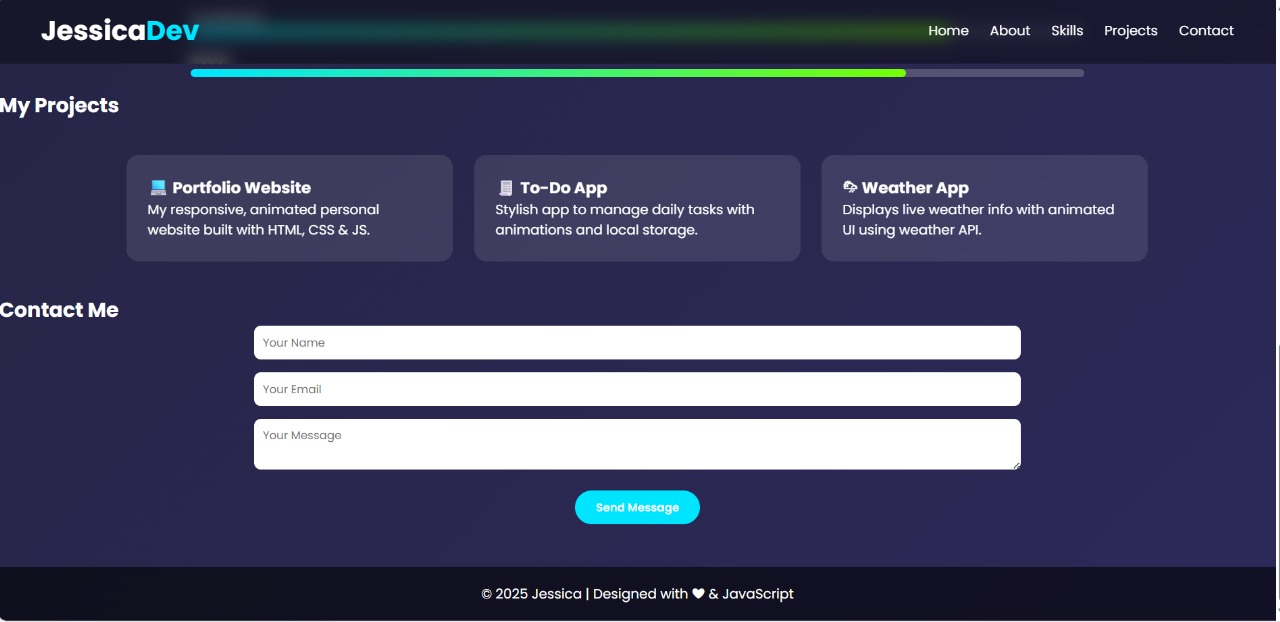 JessicaDev
Home About Skills Projects Contact
My Projects
💻 Portfolio Website
My responsive, animated personal
website built with HTML, CSS & JS.
🧾 To-Do App
Stylish app to manage daily tasks with
animations and local storage.
🌦 Weather App
Displays live weather info with animated
UI using weather API.
Contact Me
Your Name
Your Email
Your Message
Send Message
© 2025 Jessica | Designed with ❤ & JavaScript